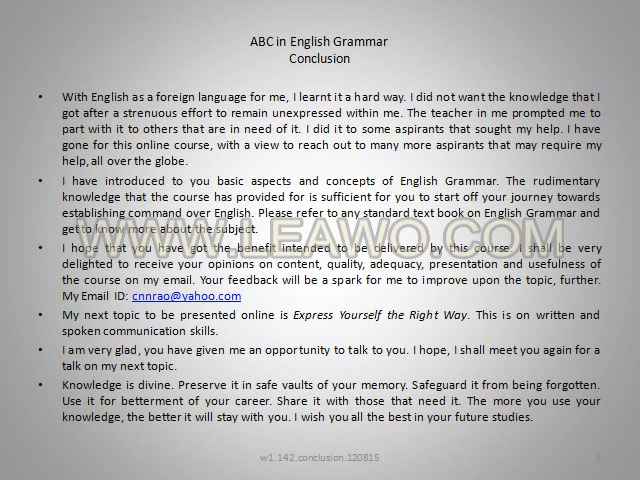 ABC in English Grammar
Conclusion
• With English as a foreign language for me, I learnt it a hard way. I did not want the knowledge that I
got after a strenuous effort to remain unexpressed within me. The teacher in me prompted me to
part with it to others that are in need of it. I did it to some aspirants that sought my help. I have
gone for this online course, with a view to reach out to many more aspirants that may require my
help, all over the globe.
• I have introduced to you basic aspects and concepts of English Grammar. The rudimentary
knowledge that the course has provided for is sufficient for you to start off your journey towards
establishing command over English. Please refer to any standard text book on English Grammar and
get to know more about the subject.
WWW.LEAWO.COM
• I hope that you have got the benefit intended to be delivered by this course. I shall be very
delighted to receive your opinions on content, quality, adequacy, presentation and usefulness of
the course on my email. Your feedback will be a spark for me to improve upon the topic, further.
My Email ID: cnnrao@yahoo.com
• My next topic to be presented online is Express Yourself the Right Way. This is on written and
spoken communication skills.
• I am very glad, you have given me an opportunity to talk to you. I hope, I shall meet you again for a
talk on my next topic.
• Knowledge is divine. Preserve it in safe vaults of your memory. Safeguard it from being forgotten.
Use it for betterment of your career. Share it with those that need it. The more you use your
knowledge, the better it will stay with you. I wish you all the best in your future studies.
w1.142.conclusion.120815